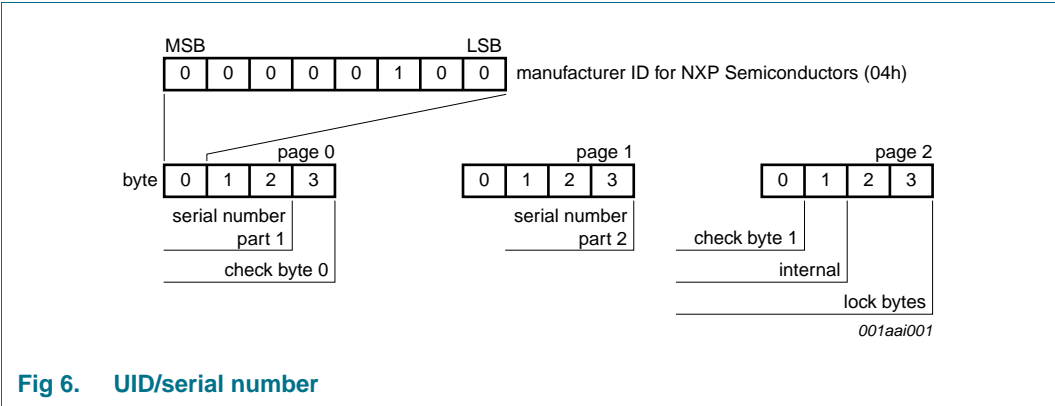 MSB LSB
0 0 0 0 0 1 0 0 manufacturer ID for NXP Semiconductors (04h)
page 0 page 1 page 2
byte 0 1 2 3 0 1 2 3 0 1 2 3
serial number serial number
part 1 part 2 check byte 1
check byte 0 internal
lock bytes
001aai001
Fig 6. UID/serial number